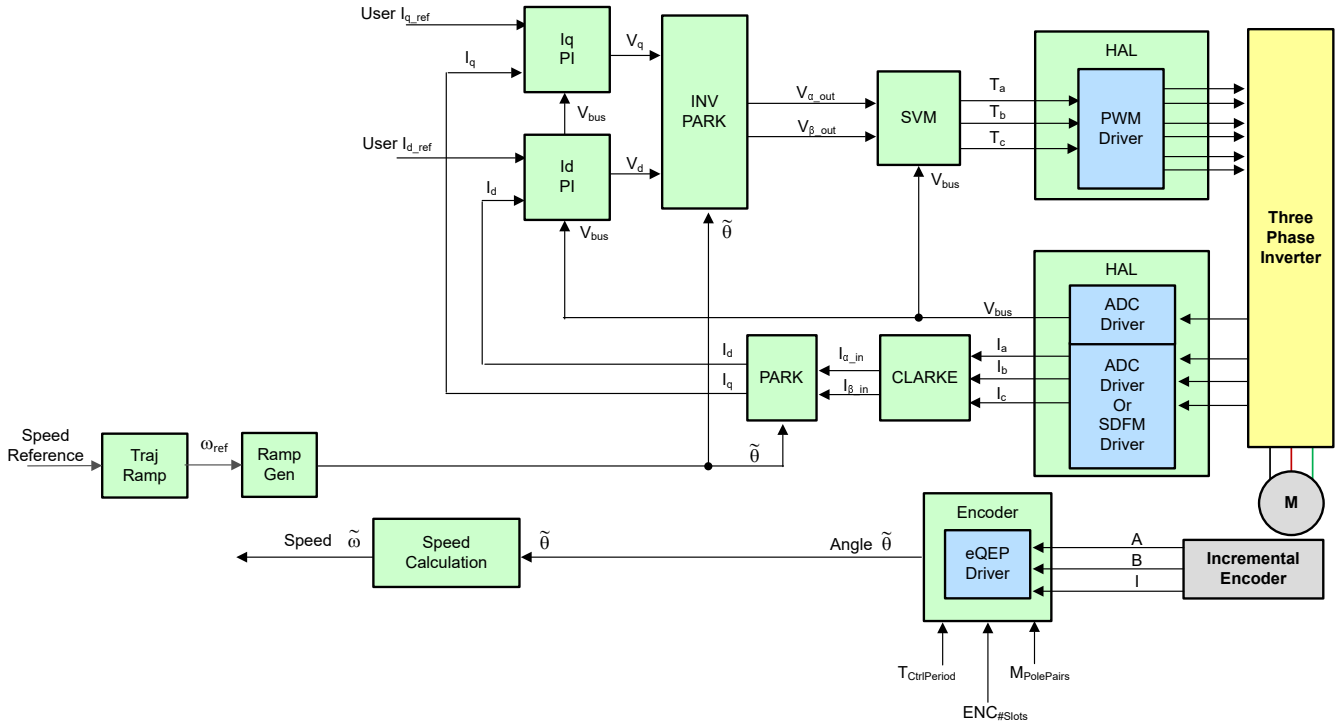 User Iq_ref
Iq
PI
Iq
Vq
Vbus
User Id_ref
Id
PI
Id
Vd
Vbus
INV
PARK
θ̃
Vα_out
Vβ_out
SVM
Vbus
Ta
Tb
Tc
HAL
PWM
Driver
Three
Phase
Inverter
HAL
ADC
Driver
Vbus
ADC
Driver
Or
SDFM
Driver
Ia
Ib
Ic
CLARKE
Iα_in
Iβ_in
PARK
Id
Iq
θ̃
Speed
Reference
Traj
Ramp
ωref
Ramp
Gen
M
Incremental
Encoder
A
B
I
Encoder
eQEP
Driver
TCtrlPeriod
ENC#Slots
MPolePairs
Angle θ̃
θ̃
Speed
Calculation
Speed ω̃